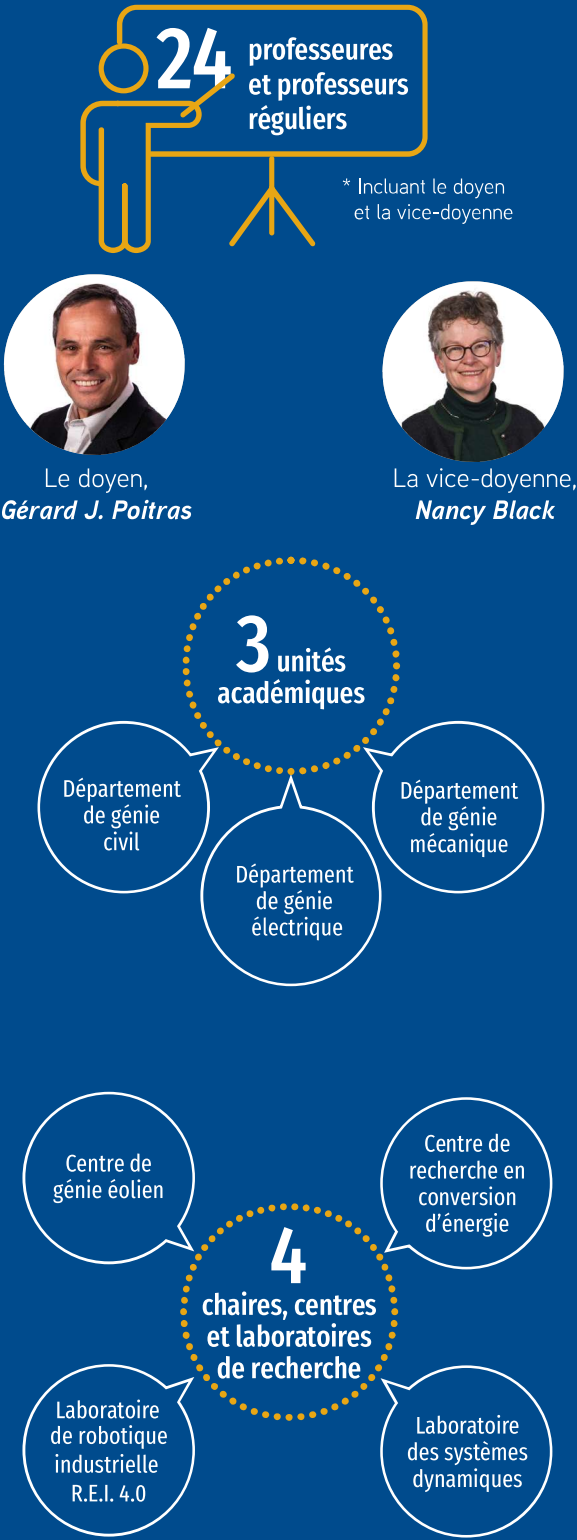 24 professeures
et professeurs
réguliers
* Incluant le doyen
et la vice-doyenne
Le doyen,
Gérard J. Poitras
La vice-doyenne,
Nancy Black
3 unités
académiques
Département
de génie
civil
Département
de génie
électrique
Département
de génie
mécanique
Centre de
génie éolien
Centre de
recherche en
conversion
d’énergie
4
chaires, centres
et laboratoires
de recherche
Laboratoire
de robotique
industrielle
R.E.I. 4.0
Laboratoire
des systèmes
dynamiques